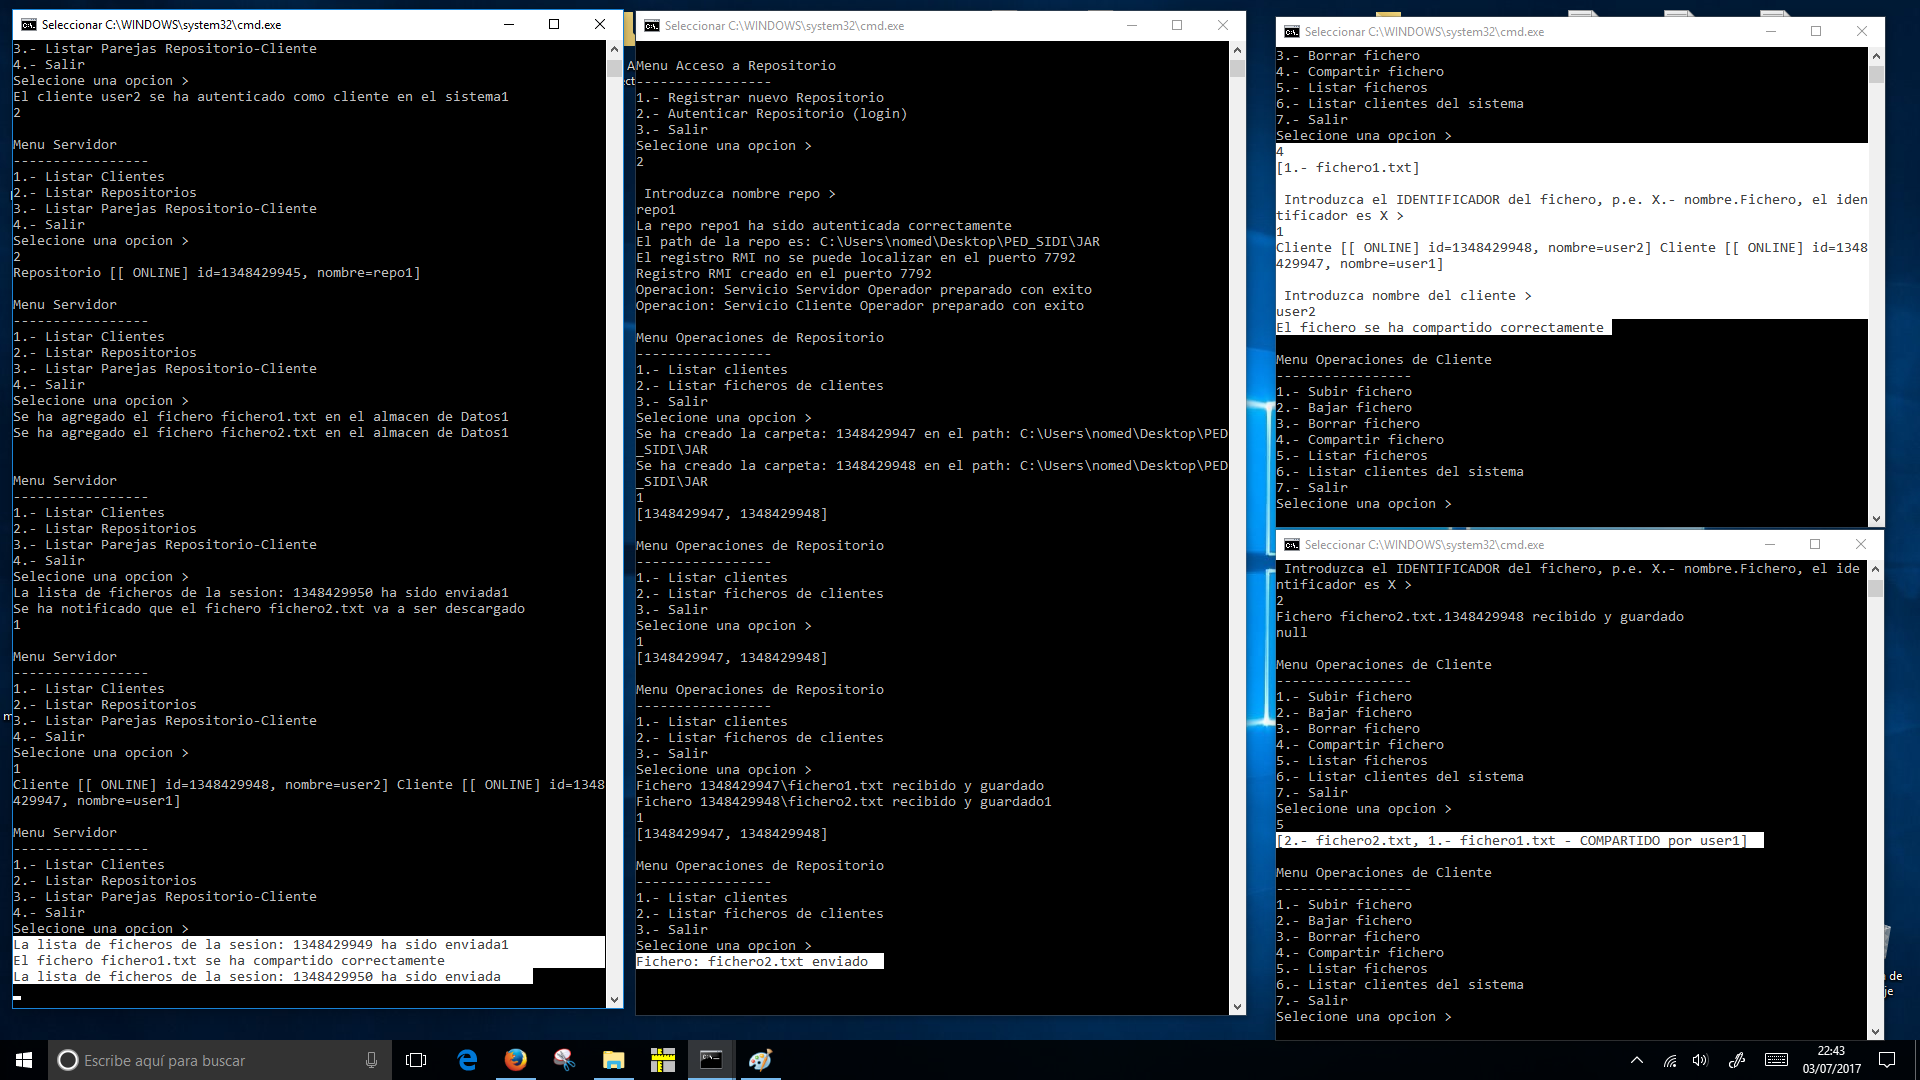 Seleccionar C:\WINDOWS\system32\cmd.exe
3.- Listar Parejas Repositorio-Cliente
4.- Salir
Selecione una opcion >
El cliente user2 se ha autenticado como cliente en el sistema1
2
Menu Servidor
-----------------
1.- Listar Clientes
2.- Listar Repositorios
3.- Listar Parejas Repositorio-Cliente
4.- Salir
Selecione una opcion >
2
Repositorio [[ ONLINE] id=1348429945, nombre=repo1]
Menu Servidor
-----------------
1.- Listar Clientes
2.- Listar Repositorios
3.- Listar Parejas Repositorio-Cliente
4.- Salir
Selecione una opcion >
Se ha agregado el fichero fichero1.txt en el almacen de Datos1
Se ha agregado el fichero fichero2.txt en el almacen de Datos1
Menu Servidor
-----------------
1.- Listar Clientes
2.- Listar Repositorios
3.- Listar Parejas Repositorio-Cliente
4.- Salir
Selecione una opcion >
La lista de ficheros de la sesion: 1348429950 ha sido enviada1
Se ha notificado que el fichero fichero2.txt va a ser descargado
1
Menu Servidor
-----------------
1.- Listar Clientes
2.- Listar Repositorios
3.- Listar Parejas Repositorio-Cliente
4.- Salir
Selecione una opcion >
1
Cliente [[ ONLINE] id=1348429948, nombre=user2] Cliente [[ ONLINE] id=1348
429947, nombre=user1]
Menu Servidor
-----------------
1.- Listar Clientes
2.- Listar Repositorios
3.- Listar Parejas Repositorio-Cliente
4.- Salir
Selecione una opcion >
La lista de ficheros de la sesion: 1348429949 ha sido enviada1
El fichero fichero1.txt se ha compartido correctamente
La lista de ficheros de la sesion: 1348429950 ha sido enviada
Seleccionar C:\WINDOWS\system32\cmd.exe
Menu Acceso a Repositorio
-----------------
1.- Registrar nuevo Repositorio
2.- Autenticar Repositorio (login)
3.- Salir
Selecione una opcion >
2
Introduzca nombre repo >
repo1
La repo repo1 ha sido autenticada correctamente
El path de la repo es: C:\Users\nomed\Desktop\PED_SIDI\JAR
El registro RMI no se puede localizar en el puerto 7792
Registro RMI creado en el puerto 7792
Operacion: Servicio Servidor Operador preparado con exito
Operacion: Servicio Cliente Operador preparado con exito
Menu Operaciones de Repositorio
-----------------
1.- Listar clientes
2.- Listar ficheros de clientes
3.- Salir
Selecione una opcion >
Se ha creado la carpeta: 1348429947 en el path: C:\Users\nomed\Desktop\PED
_SIDI\JAR
Se ha creado la carpeta: 1348429948 en el path: C:\Users\nomed\Desktop\PED
_SIDI\JAR
1
[1348429947, 1348429948]
Menu Operaciones de Repositorio
-----------------
1.- Listar clientes
2.- Listar ficheros de clientes
3.- Salir
Selecione una opcion >
1
[1348429947, 1348429948]
Menu Operaciones de Repositorio
-----------------
1.- Listar clientes
2.- Listar ficheros de clientes
3.- Salir
Selecione una opcion >
Fichero 1348429947\fichero1.txt recibido y guardado
Fichero 1348429948\fichero2.txt recibido y guardado1
1
[1348429947, 1348429948]
Menu Operaciones de Repositorio
-----------------
1.- Listar clientes
2.- Listar ficheros de clientes
3.- Salir
Selecione una opcion >
Fichero: fichero2.txt enviado
Seleccionar C:\WINDOWS\system32\cmd.exe
3.- Borrar fichero
4.- Compartir fichero
5.- Listar ficheros
6.- Listar clientes del sistema
7.- Salir
Selecione una opcion >
4
[1.- fichero1.txt]
Introduzca el IDENTIFICADOR del fichero, p.e. X.- nombre.Fichero, el iden
tificador es X >
1
Cliente [[ ONLINE] id=1348429948, nombre=user2] Cliente [[ ONLINE] id=1348
429947, nombre=user1]
Introduzca nombre del cliente >
user2
El fichero se ha compartido correctamente
Menu Operaciones de Cliente
-----------------
1.- Subir fichero
2.- Bajar fichero
3.- Borrar fichero
4.- Compartir fichero
5.- Listar ficheros
6.- Listar clientes del sistema
7.- Salir
Selecione una opcion >
Seleccionar C:\WINDOWS\system32\cmd.exe
Introduzca el IDENTIFICADOR del fichero, p.e. X.- nombre.Fichero, el ide
ntificador es X >
2
Fichero fichero2.txt.1348429948 recibido y guardado
null
Menu Operaciones de Cliente
-----------------
1.- Subir fichero
2.- Bajar fichero
3.- Borrar fichero
4.- Compartir fichero
5.- Listar ficheros
6.- Listar clientes del sistema
7.- Salir
Selecione una opcion >
5
[2.- fichero2.txt, 1.- fichero1.txt - COMPARTIDO por user1]
Menu Operaciones de Cliente
-----------------
1.- Subir fichero
2.- Bajar fichero
3.- Borrar fichero
4.- Compartir fichero
5.- Listar ficheros
6.- Listar clientes del sistema
7.- Salir
Selecione una opcion >
Escribe aquí para buscar
22:43
03/07/2017